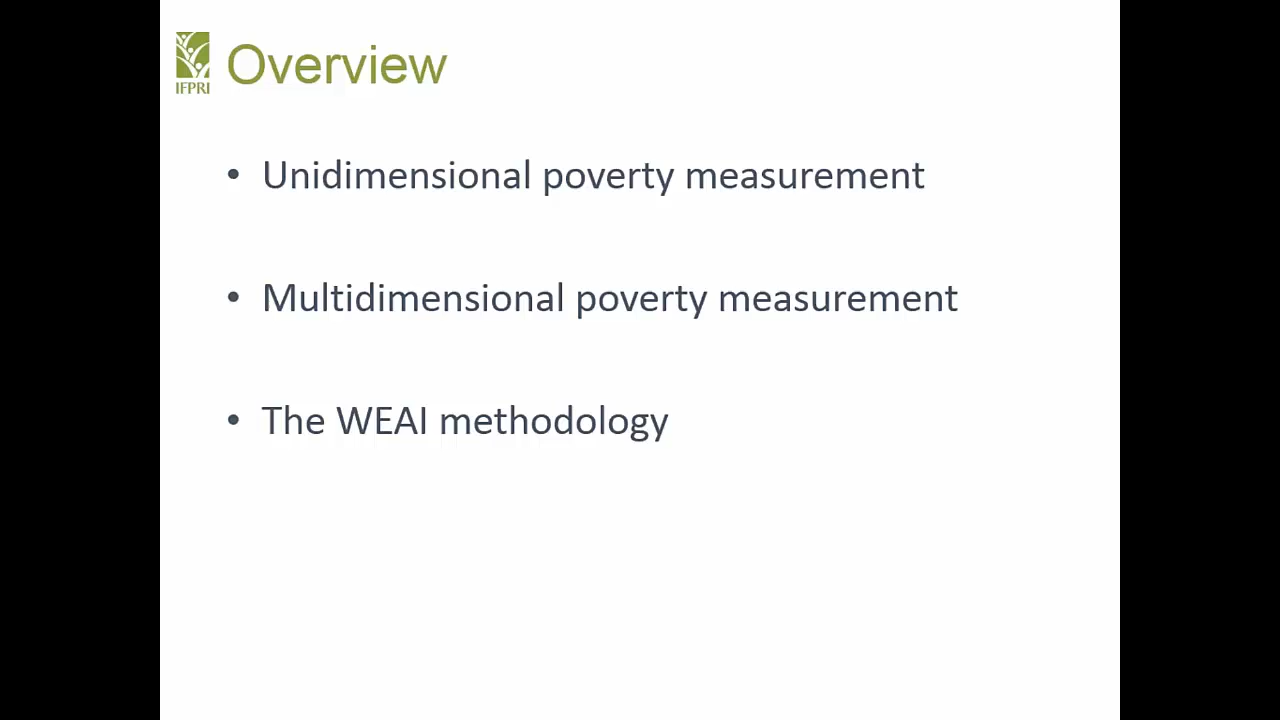 IFPRI
Overview
• Unidimensional poverty measurement
• Multidimensional poverty measurement
• The WEAI methodology